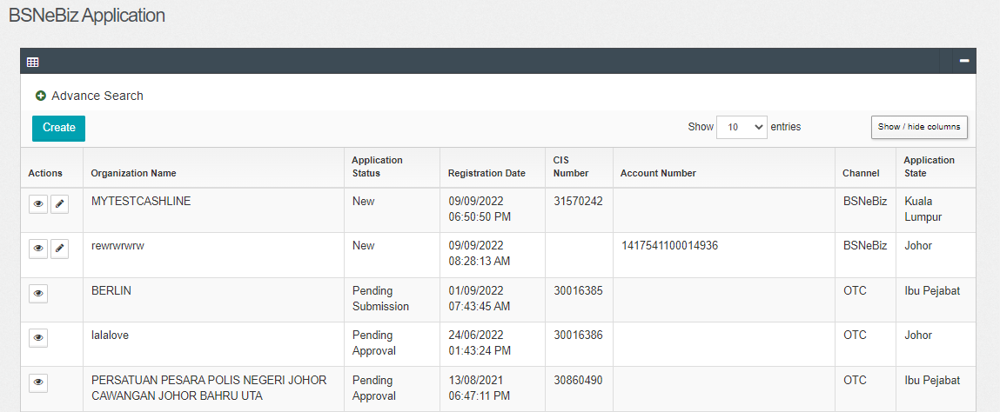 BSNeBiz Application
Advance Search
Create
Show 10 entries
Show / hide columns
Actions
Organization Name
Application
Status
Registration Date
CIS
Number
Account Number
Channel
Application
State
MYTESTCASHLINE
New
09/09/2022
06:50:50 PM
31570242
BSNeBiz
Kuala
Lumpur
rewrwrwrw
New
09/09/2022
08:28:13 AM
1417541100014936
BSNeBiz
Johor
BERLIN
Pending
Submission
01/09/2022
07:43:45 AM
30016385
OTC
Ibu Pejabat
lalalove
Pending
Approval
24/06/2022
01:43:24 PM
30016386
OTC
Johor
PERSATUAN PESARA POLIS NEGERI JOHOR
CAWANGAN JOHOR BAHRU UTA
Pending
Approval
13/08/2021
06:47:11 PM
30860490
OTC
Ibu Pejabat